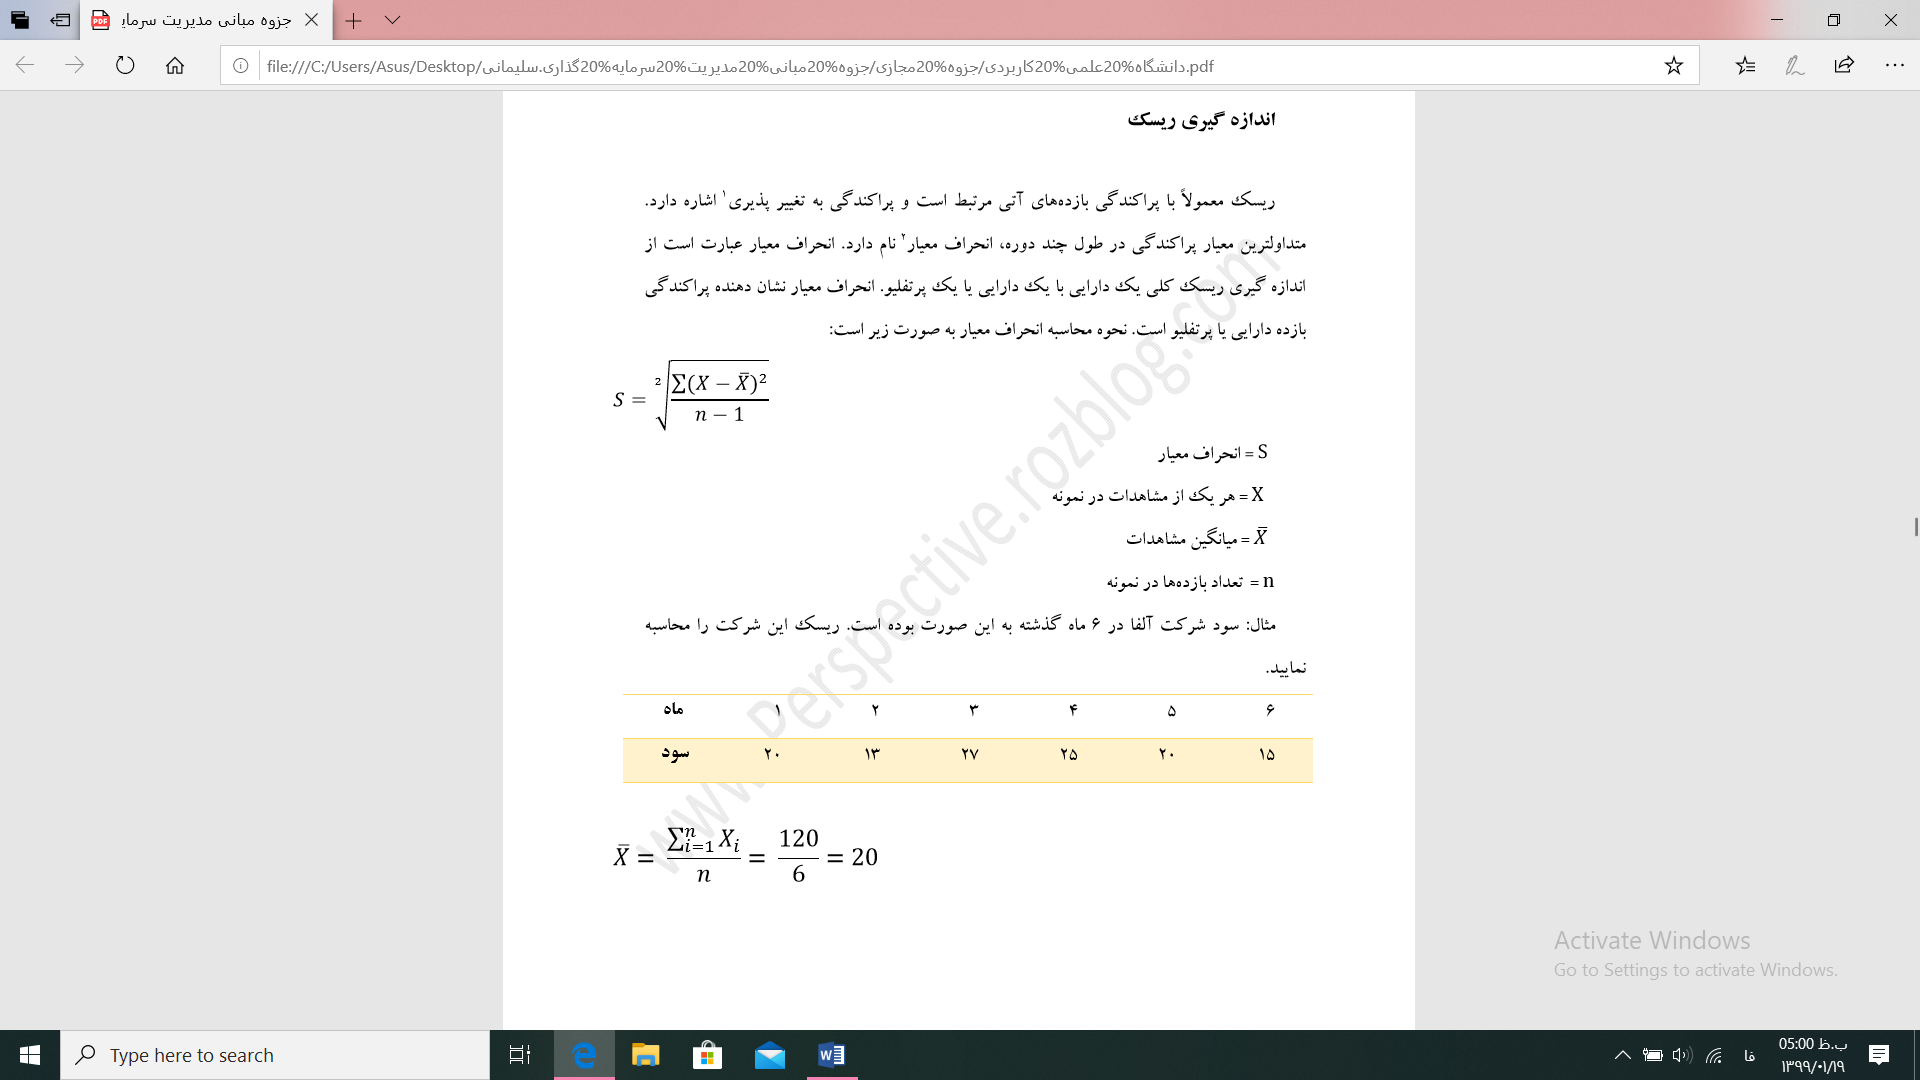 جزوه مبانی مدیریت سرمای
file:///C:/Users/Asus/Desktop/دانشگاه%20علمی%20کاربردی/جزوه%20مجازی/جزوه%20مبانی%20مدیریت%20سرمایه%20گذاری.سلیمانی.pdf
اندازه گیری ریسک
ریسک معمولاً با پراکندگی بازده‌های آتی مرتبط است و پراکندگی به تغییر پذیری۱ اشاره دارد.
متداولترین معیار پراکندگی در طول چند دوره، انحراف معیار۲ نام دارد. انحراف معیار عبارت است از
اندازه گیری ریسک کلی یک دارایی با یک دارایی یا یک پرتفلیو. انحراف معیار نشان دهنده پراکندگی
بازده دارایی یا پرتفلیو است. نحوه محاسبه انحراف معیار به صورت زیر است:
S = ²√(∑(X − X̄)² / n − 1)
S = انحراف معیار
X = هر یک از مشاهدات در نمونه
X̄ = میانگین مشاهدات
n = تعداد بازده‌ها در نمونه
مثال: سود شرکت آلفا در ۶ ماه گذشته به این صورت بوده است. ریسک این شرکت را محاسبه
نمایید.
ماه ۱ ۲ ۳ ۴ ۵ ۶
سود ۲۰ ۱۳ ۲۷ ۲۵ ۲۰ ۱۵
X̄ = ∑ⁿᵢ₌₁ Xᵢ / n = 120 / 6 = 20
www.Perspective.rozblog.com
Activate Windows
Go to Settings to activate Windows.
Type here to search
فا
05:00 ب.ظ
۱۳۹۹/۰۱/۱۹